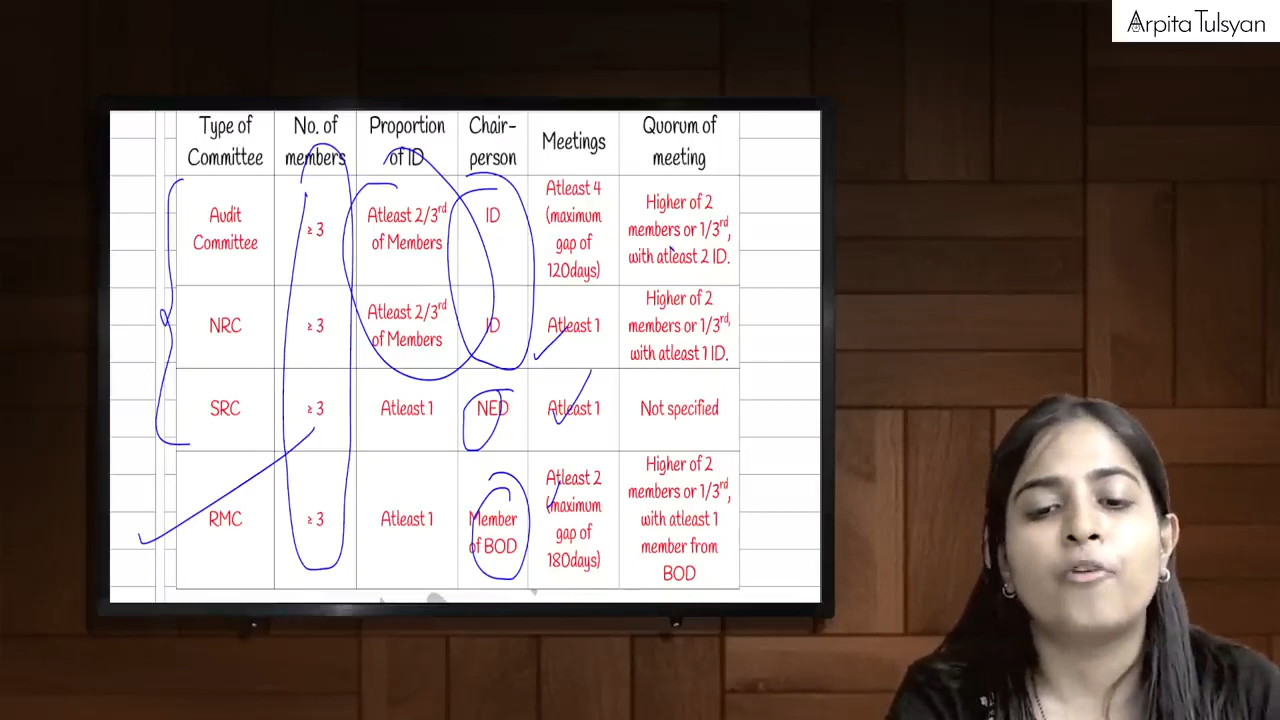 Arpita Tulsyan
Type of
Committee
No. of
members
Proportion
of ID
Chair-
person
Meetings
Quorum of
meeting
Audit
Committee
≥ 3
Atleast 2/3rd
of Members
ID
Atleast 4
(maximum
gap of
120days)
Higher of 2
members or 1/3rd,
with atleast 2 ID.
NRC
≥ 3
Atleast 2/3rd
of Members
ID
Atleast 1
Higher of 2
members or 1/3rd,
with atleast 1 ID.
SRC
≥ 3
Atleast 1
NED
Atleast 1
Not specified
RMC
≥ 3
Atleast 1
Member
of BOD
Atleast 2
(maximum
gap of
180days)
Higher of 2
members or 1/3rd,
with atleast 1
member from
BOD